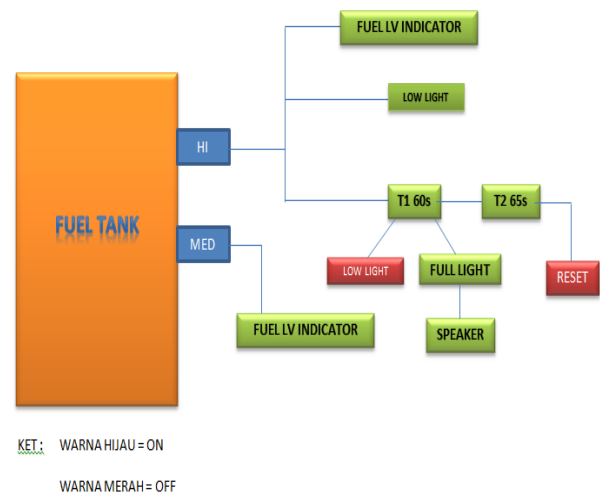 FUEL LV INDICATOR
LOW LIGHT
HI
T1 60s
T2 65s
FUEL TANK
MED
LOW LIGHT
FULL LIGHT
RESET
FUEL LV INDICATOR
SPEAKER
KET : WARNA HIJAU = ON
WARNA MERAH = OFF